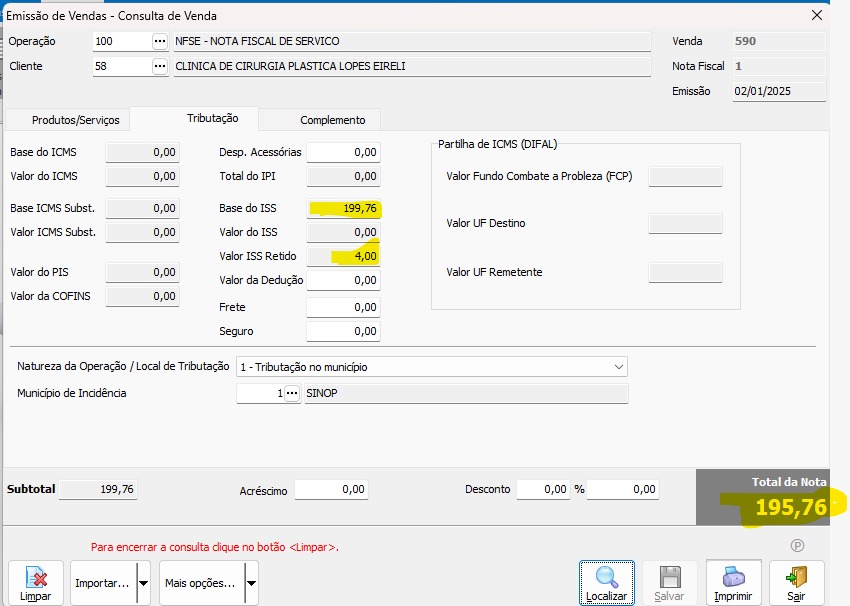 Emissão de Vendas - Consulta de Venda
Operação 100 ... NFSE - NOTA FISCAL DE SERVICO Venda 590
Cliente 58 ... CLINICA DE CIRURGIA PLASTICA LOPES EIRELI Nota Fiscal 1
Emissão 02/01/2025
Produtos/Serviços Tributação Complemento
Base do ICMS 0,00 Desp. Acessórias 0,00 Partilha de ICMS (DIFAL)
Valor do ICMS 0,00 Total do IPI 0,00 Valor Fundo Combate a Probleza (FCP)
Base ICMS Subst. 0,00 Base do ISS 199,76
Valor ICMS Subst. 0,00 Valor do ISS 0,00 Valor UF Destino
Valor ISS Retido 4,00
Valor do PIS 0,00 Valor da Dedução 0,00 Valor UF Remetente
Valor da COFINS 0,00
Frete 0,00
Seguro 0,00
Natureza da Operação / Local de Tributação 1 - Tributação no município
Município de Incidência 1 ... SINOP
Subtotal 199,76 Acréscimo 0,00 Desconto 0,00 % 0,00 Total da Nota
195,76
Para encerrar a consulta clique no botão <Limpar>.
P
Limpar Importar... Mais opções... Localizar Salvar Imprimir Sair